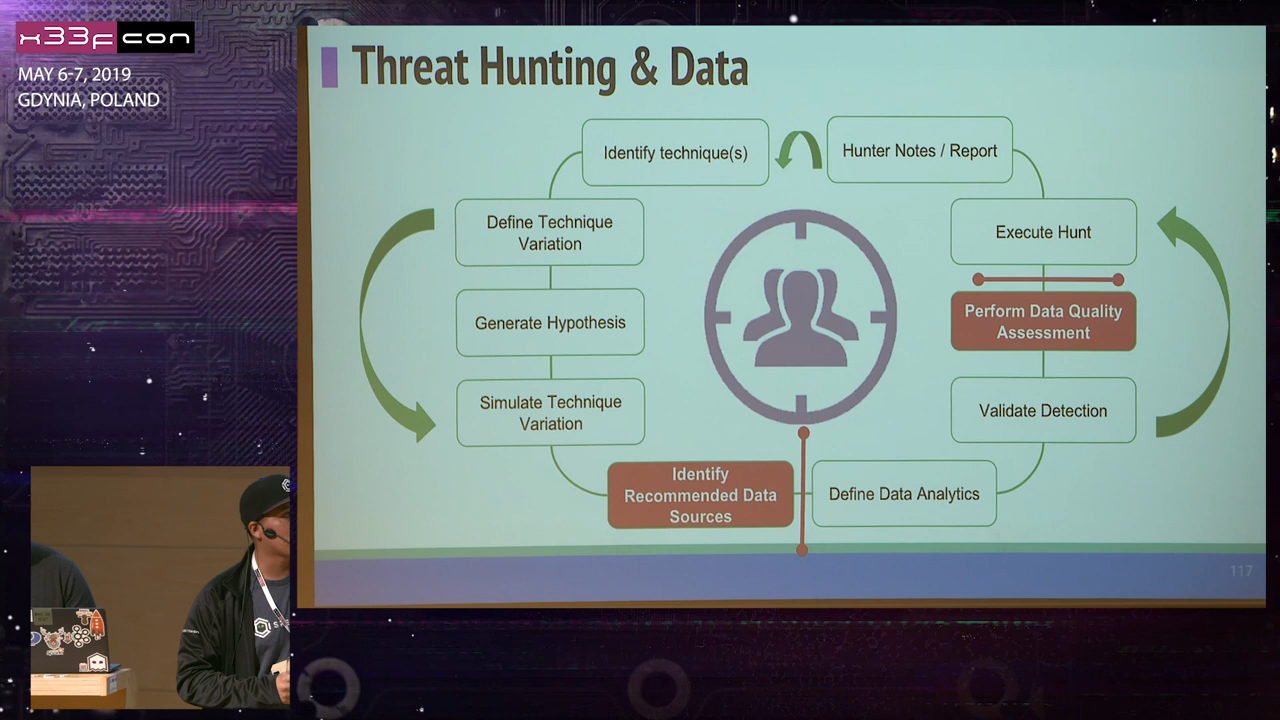 x33fcon
MAY 6-7, 2019
GDYNIA, POLAND
Threat Hunting & Data
Identify technique(s)
Hunter Notes / Report
Define Technique
Variation
Execute Hunt
Generate Hypothesis
Perform Data Quality
Assessment
Simulate Technique
Variation
Validate Detection
Identify
Recommended Data
Sources
Define Data Analytics
117